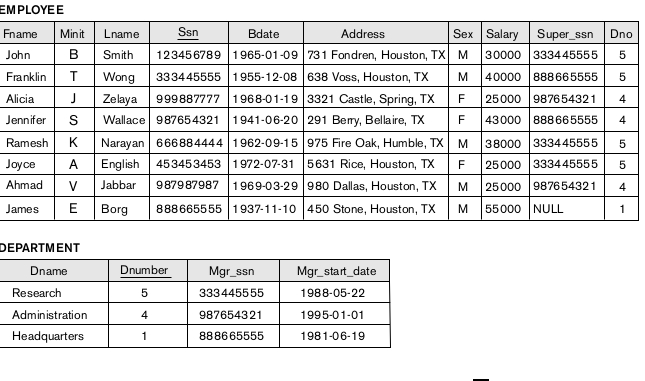 EMPLOYEE
Fname Minit Lname Ssn Bdate Address Sex Salary Super_ssn Dno
John B Smith 123456789 1965-01-09 731 Fondren, Houston, TX M 30000 333445555 5
Franklin T Wong 333445555 1955-12-08 638 Voss, Houston, TX M 40000 888665555 5
Alicia J Zelaya 999887777 1968-01-19 3321 Castle, Spring, TX F 25000 987654321 4
Jennifer S Wallace 987654321 1941-06-20 291 Berry, Bellaire, TX F 43000 888665555 4
Ramesh K Narayan 666884444 1962-09-15 975 Fire Oak, Humble, TX M 38000 333445555 5
Joyce A English 453453453 1972-07-31 5631 Rice, Houston, TX F 25000 333445555 5
Ahmad V Jabbar 987987987 1969-03-29 980 Dallas, Houston, TX M 25000 987654321 4
James E Borg 888665555 1937-11-10 450 Stone, Houston, TX M 55000 NULL 1
DEPARTMENT
Dname Dnumber Mgr_ssn Mgr_start_date
Research 5 333445555 1988-05-22
Administration 4 987654321 1995-01-01
Headquarters 1 888665555 1981-06-19